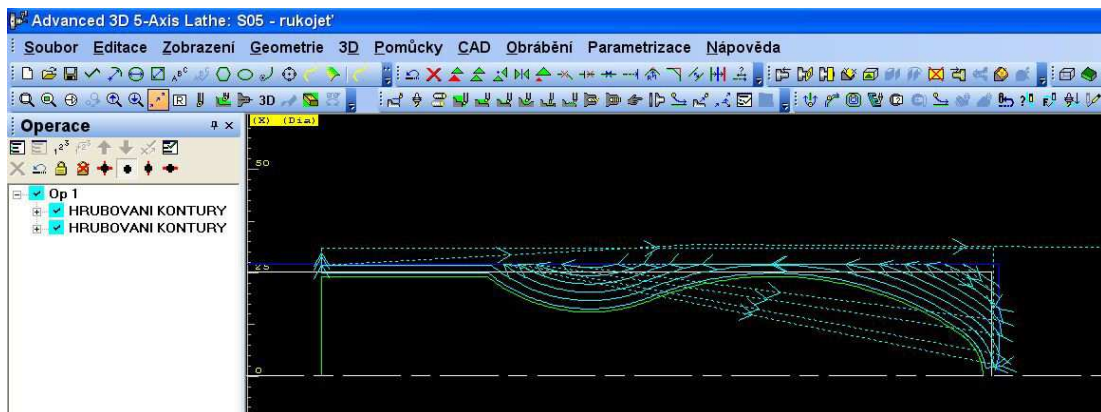 Advanced 3D 5-Axis Lathe: S05 - rukojeť
Soubor Editace Zobrazení Geometrie 3D Pomůcky CAD Obrábění Parametrizace Nápověda
3D
Operace
(X) (Dia)
50
Op 1
HRUBOVANI KONTURY
HRUBOVANI KONTURY
25
0